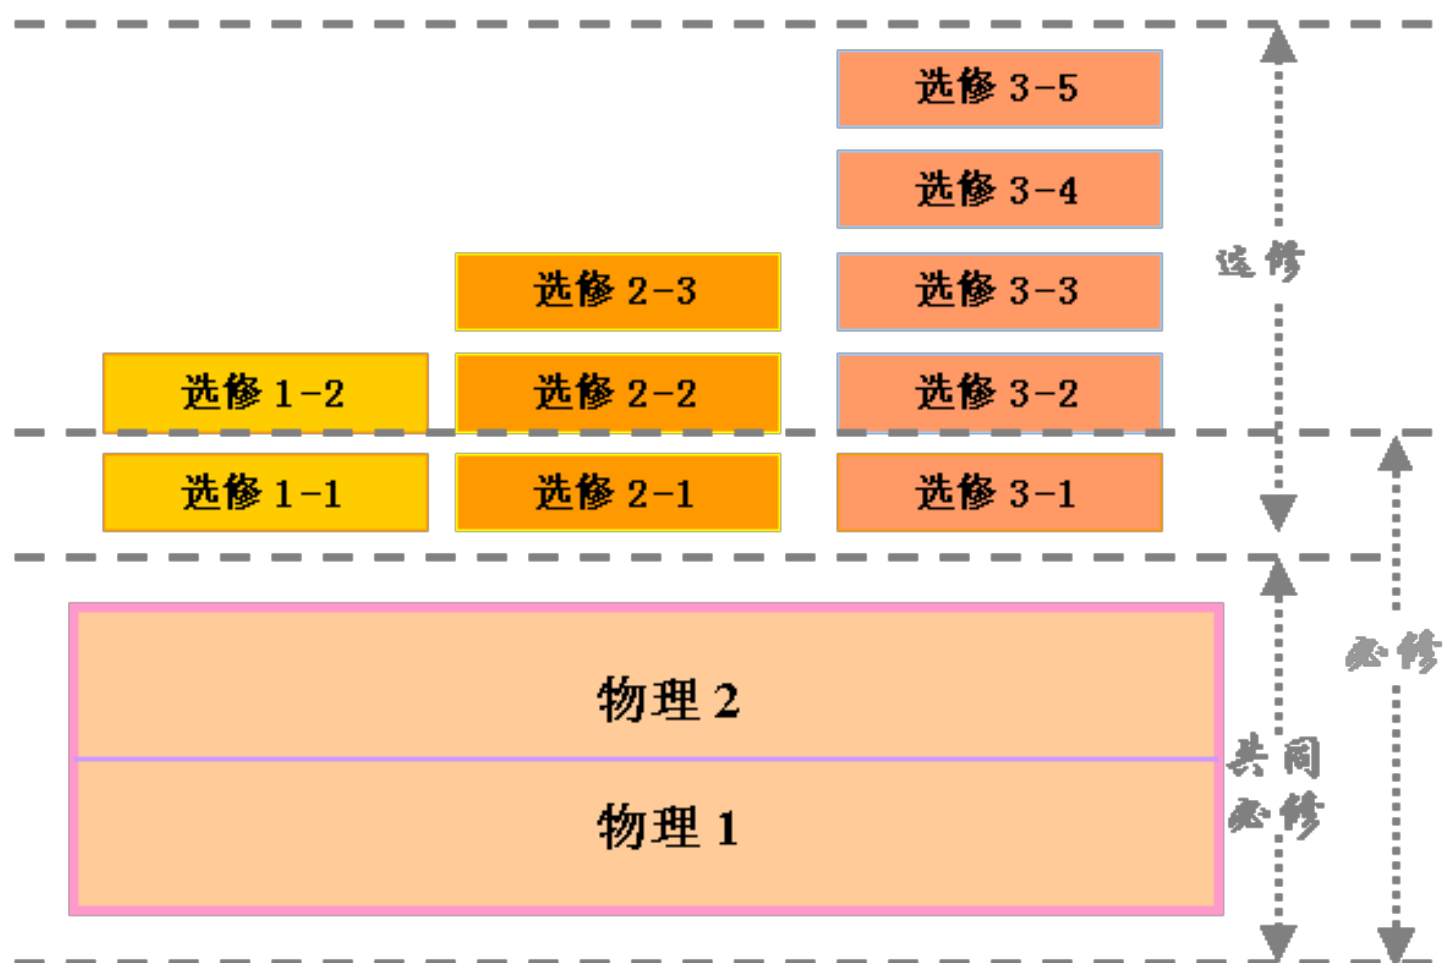 选修 3-5
选修 3-4
选修
选修 2-3
选修 3-3
选修 1-2
选修 2-2
选修 3-2
选修 1-1
选修 2-1
选修 3-1
必修
物理 2
共同
必修
物理 1